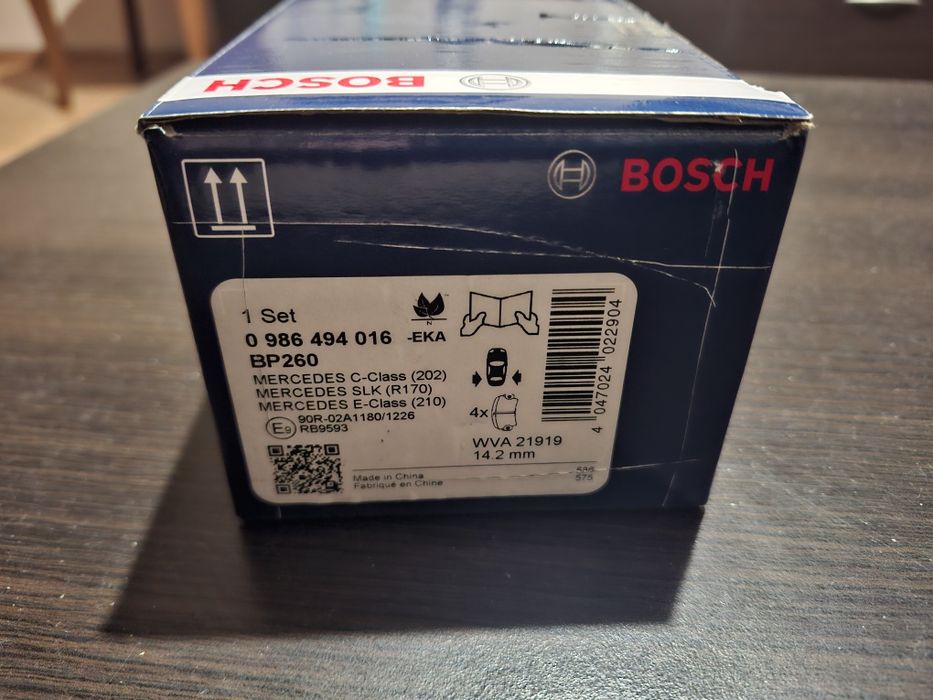 BOSCH
BOSCH
1 Set
0 986 494 016 -EKA
BP260
MERCEDES C-Class (202)
MERCEDES SLK (R170)
MERCEDES E-Class (210)
E9 90R-02A1180/1226
RB9593
N
4x
WVA 21919
14.2 mm
4 047024 022904
Made in China
Fabriqué en Chine
575